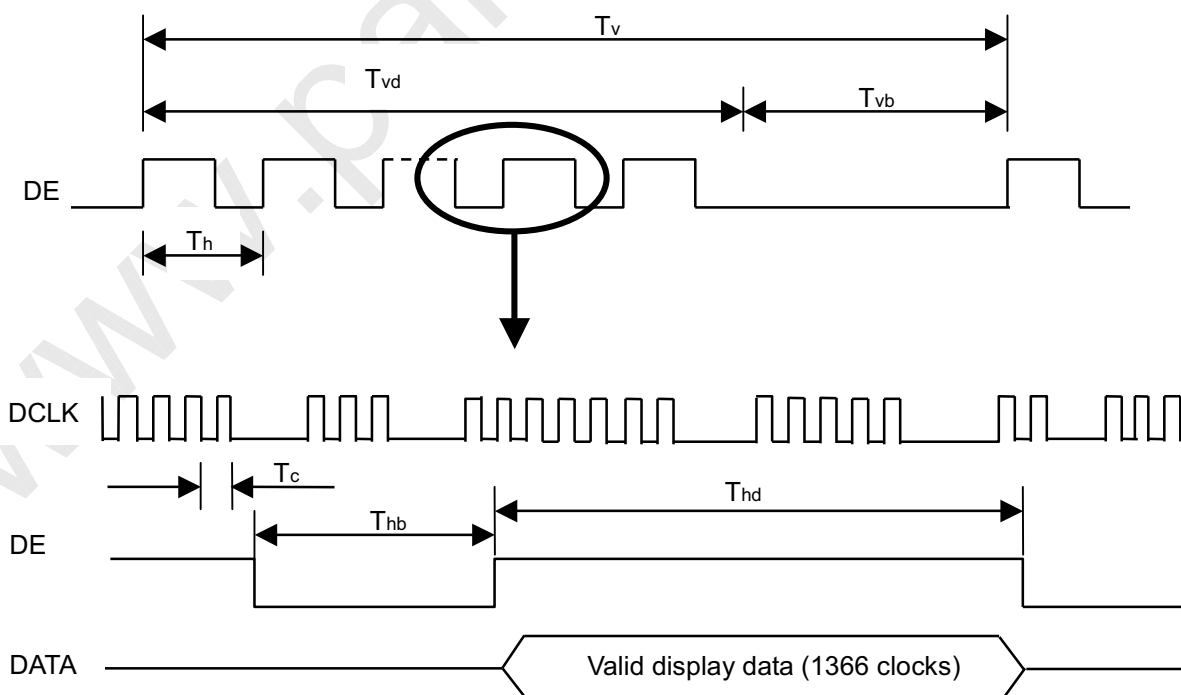 Tv
Tvd
Tvb
DE
Th
DCLK
Tc
Thd
Thb
DE
DATA Valid display data (1366 clocks)